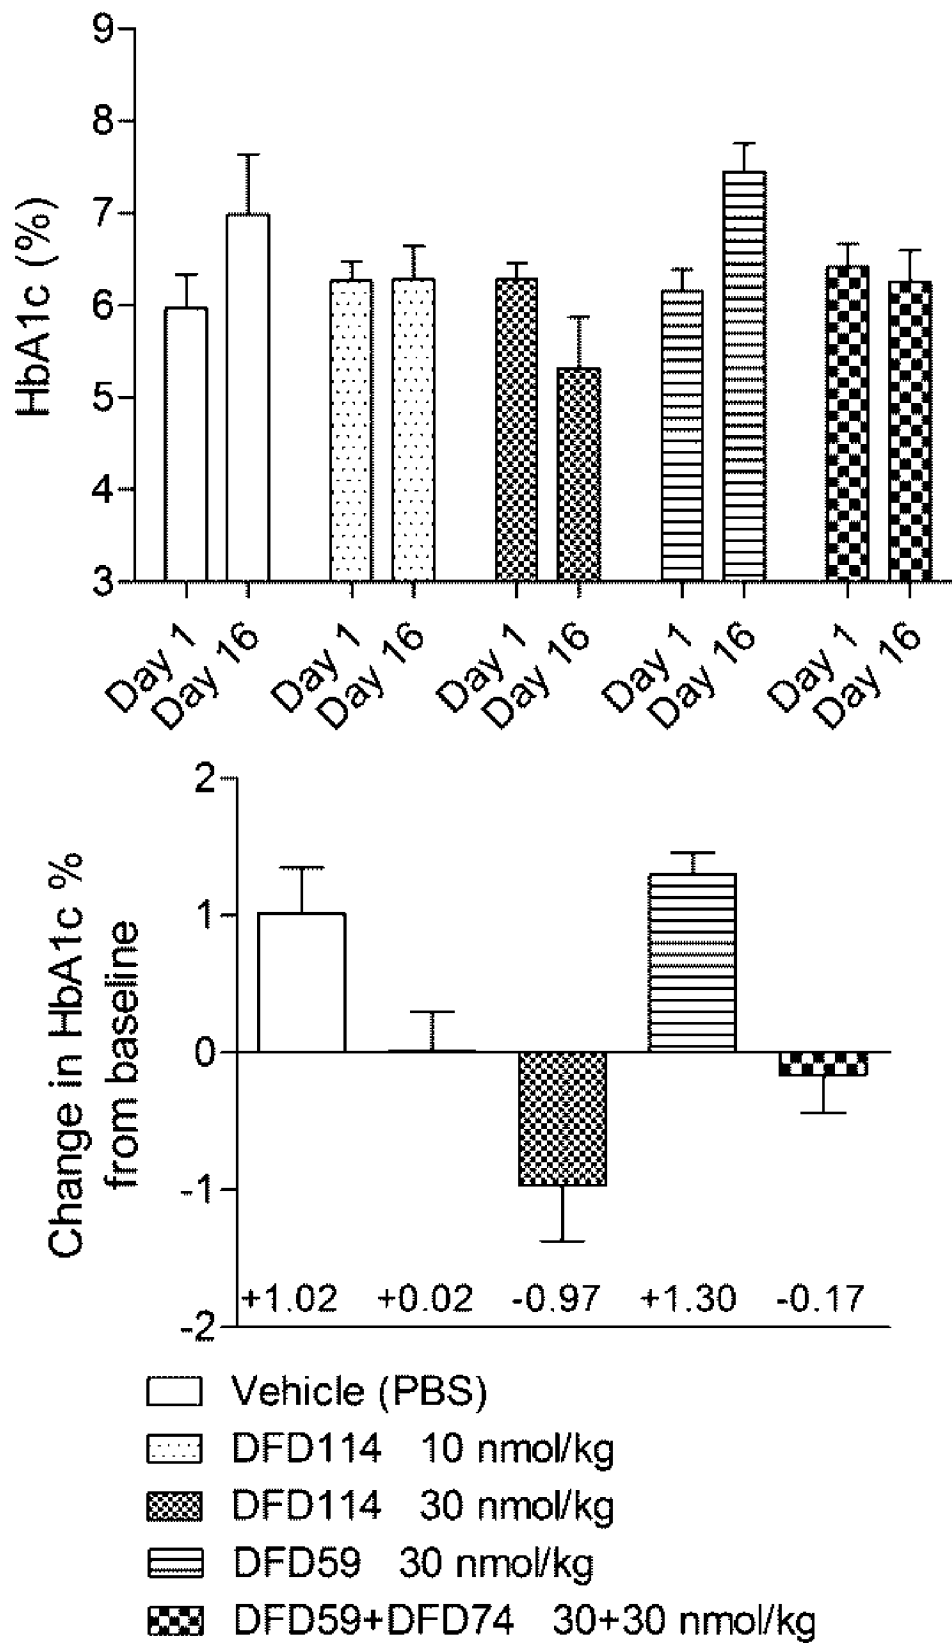 9
8
7
6
5
4
3
HbA1c (%)
Day 1 Day 16 Day 1 Day 16 Day 1 Day 16 Day 1 Day 16 Day 1 Day 16
2
1
0
-1
-2
Change in HbA1c %
from baseline
+1.02 +0.02 -0.97 +1.30 -0.17
Vehicle (PBS)
DFD114 10 nmol/kg
DFD114 30 nmol/kg
DFD59 30 nmol/kg
DFD59+DFD74 30+30 nmol/kg